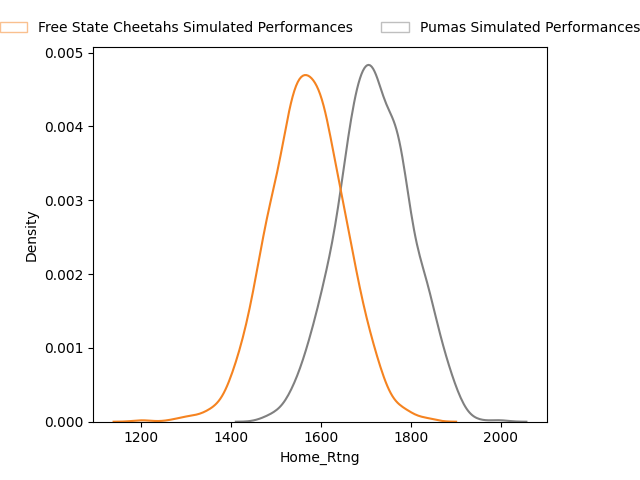 Free State Cheetahs Simulated Performances Pumas Simulated Performances
0.005
0.004
0.003
0.002
0.001
0.000
Density
1200 1400 1600 1800 2000
Home_Rtng